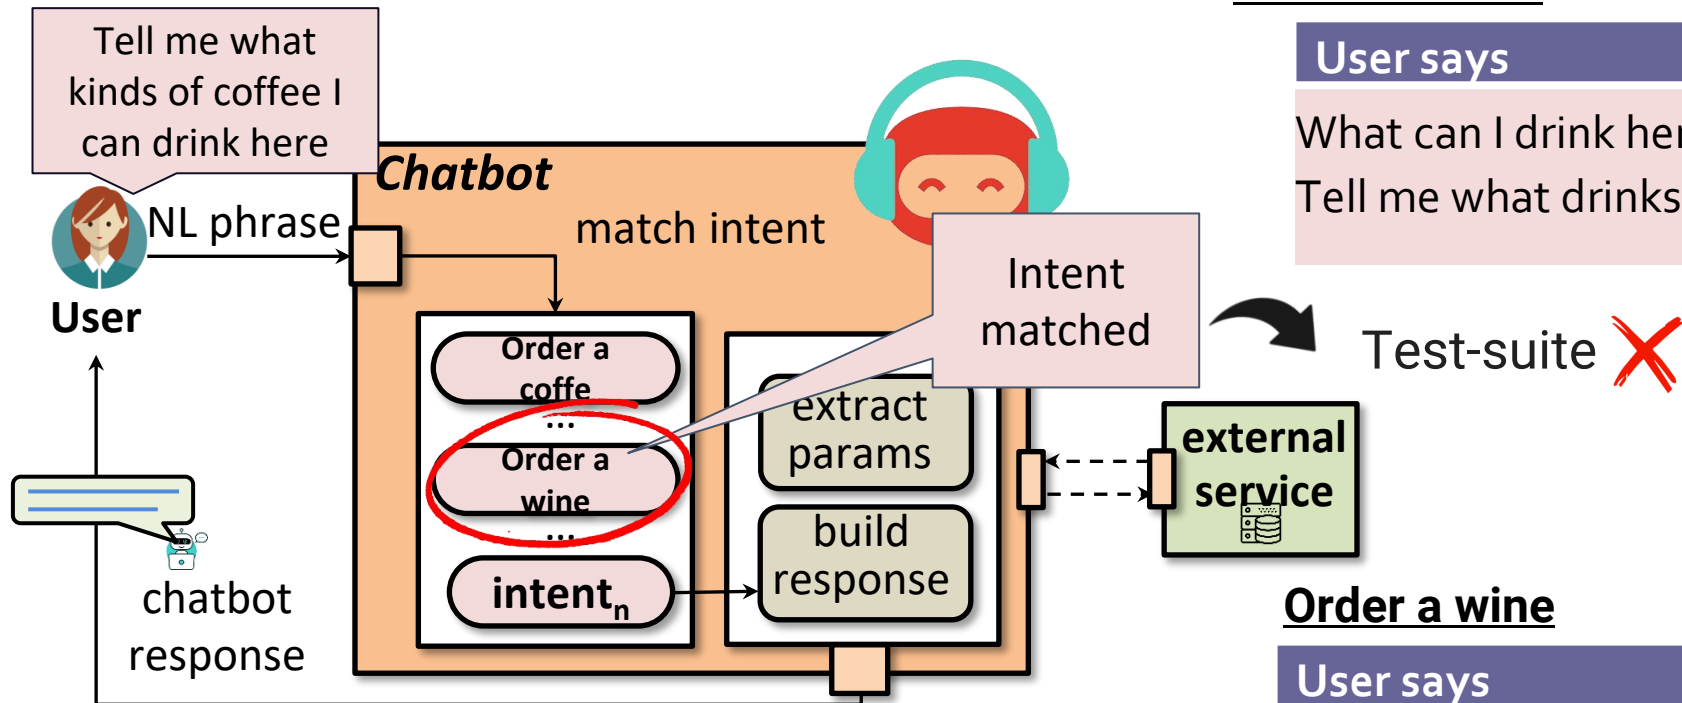 Tell me what
kinds of coffee I
can drink here
User says
What can I drink her
Tell me what drinks
Chatbot
NL phrase
match intent
User
Intent
matched
Test-suite
Order a
coffe
...
Order a
wine
...
intentn
extract
params
build
response
external
service
chatbot
response
Order a wine
User says